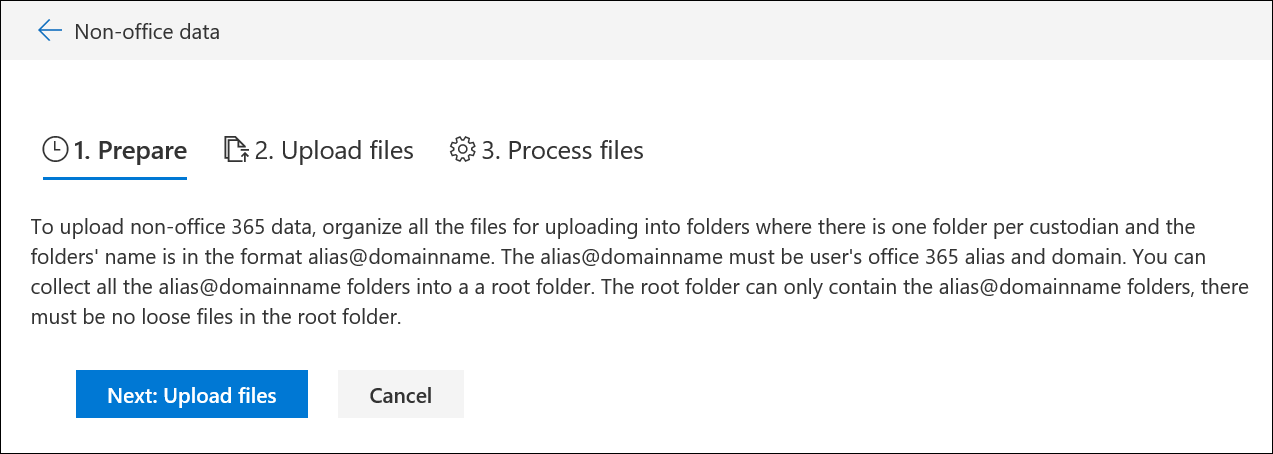 Non-office data
1. Prepare 2. Upload files 3. Process files
To upload non-office 365 data, organize all the files for uploading into folders where there is one folder per custodian and the
folders' name is in the format alias@domainname. The alias@domainname must be user's office 365 alias and domain. You can
collect all the alias@domainname folders into a a root folder. The root folder can only contain the alias@domainname folders, there
must be no loose files in the root folder.
Next: Upload files Cancel